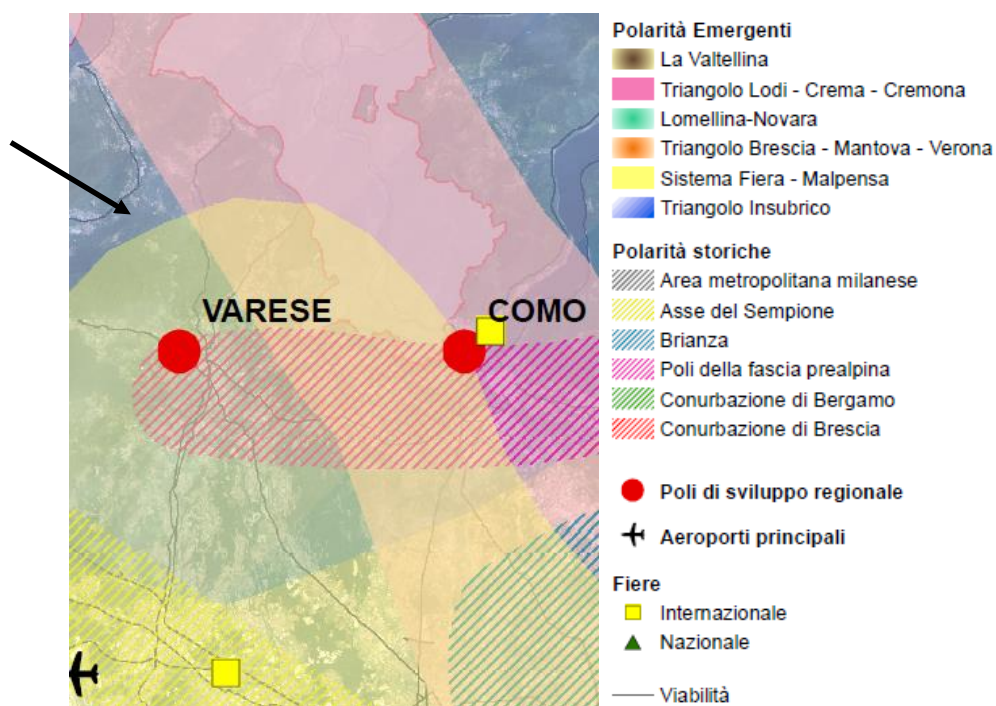 VARESE
COMO
Polarità Emergenti
La Valtellina
Triangolo Lodi - Crema - Cremona
Lomellina-Novara
Triangolo Brescia - Mantova - Verona
Sistema Fiera - Malpensa
Triangolo Insubrico
Polarità storiche
Area metropolitana milanese
Asse del Sempione
Brianza
Poli della fascia prealpina
Conurbazione di Bergamo
Conurbazione di Brescia
Poli di sviluppo regionale
Aeroporti principali
Fiere
Internazionale
Nazionale
Viabilità